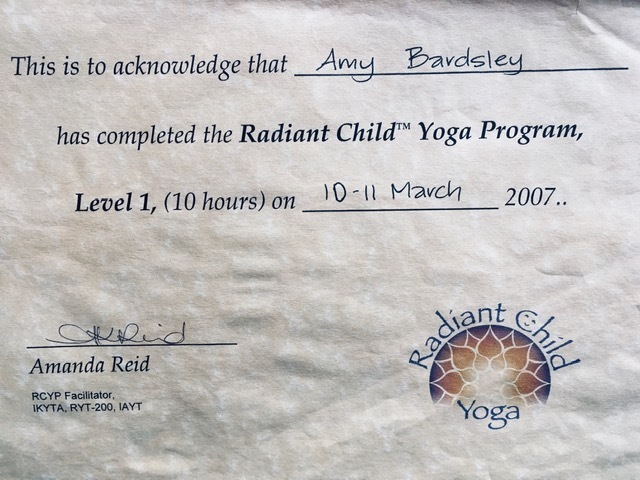 This is to acknowledge that Amy Bardsley
has completed the Radiant Child™ Yoga Program,
Level 1, (10 hours) on 10-11 March 2007..
Amanda Reid
RCYP Facilitator,
IKYTA, RYT-200, IAYT
Radiant Child
Yoga